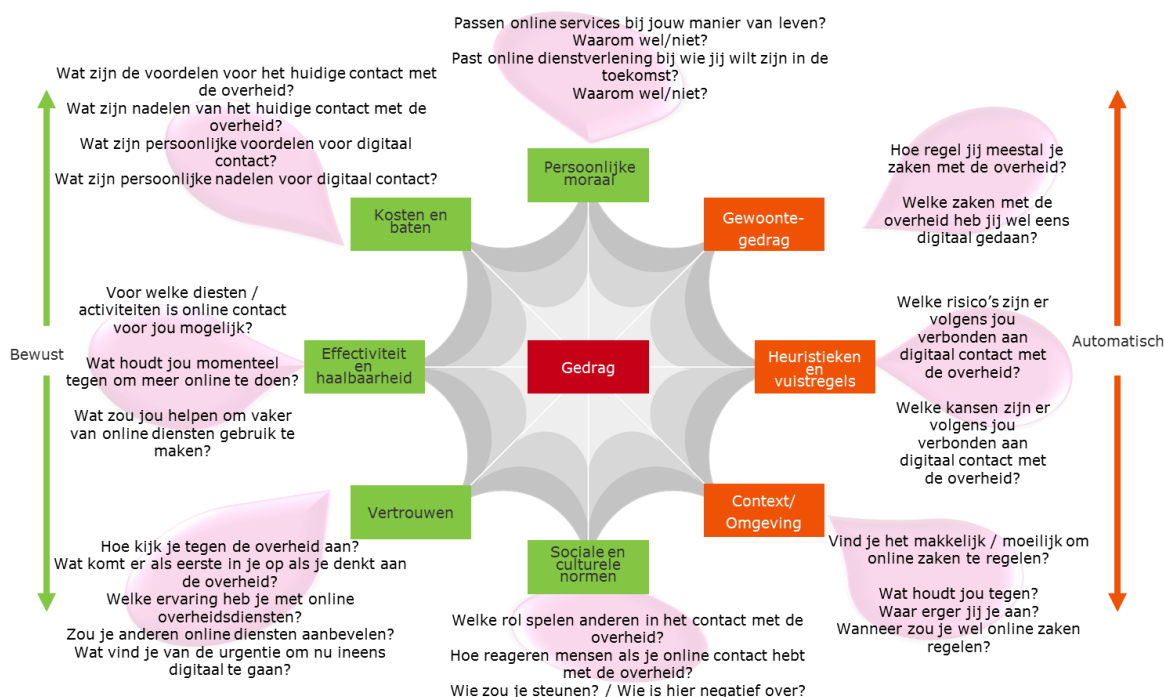 Passen online services bij jouw manier van leven?
Waarom wel/niet?
Past online dienstverlening bij wie jij wilt zijn in de
toekomst?
Waarom wel/niet?
Wat zijn de voordelen voor het huidige contact met
de overheid?
Wat zijn nadelen van het huidige contact met de
overheid?
Wat zijn persoonlijke voordelen voor digitaal
contact?
Wat zijn persoonlijke nadelen voor digitaal contact?
Persoonlijke
moraal
Hoe regel jij meestal je
zaken met de overheid?
Welke zaken met de
overheid heb jij wel eens
digitaal gedaan?
Kosten en
baten
Gewoonte-
gedrag
Voor welke diesten /
activiteiten is online contact
voor jou mogelijk?
Wat houdt jou momenteel
tegen om meer online te doen?
Wat zou jou helpen om vaker
van online diensten gebruik te
maken?
Bewust
Effectiviteit
en
haalbaarheid
Gedrag
Heuristieken
en
vuistregels
Welke risico's zijn er
volgens jou
verbonden aan
digitaal contact met
de overheid?
Welke kansen zijn er
volgens jou
verbonden aan
digitaal contact met
de overheid?
Automatisch
Vertrouwen
Context/
Omgeving
Hoe kijk je tegen de overheid aan?
Wat komt er als eerste in je op als je denkt aan
de overheid?
Welke ervaring heb je met online
overheidsdiensten?
Zou je anderen online diensten aanbevelen?
Wat vind je van de urgentie om nu ineens
digitaal te gaan?
Sociale en
culturele
normen
Welke rol spelen anderen in het contact met de
overheid?
Hoe reageren mensen als je online contact hebt
met de overheid?
Wie zou je steunen? / Wie is hier negatief over?
Vind je het makkelijk / moeilijk om
online zaken te regelen?
Wat houdt jou tegen?
Waar erger jij je aan?
Wanneer zou je wel online zaken
regelen?